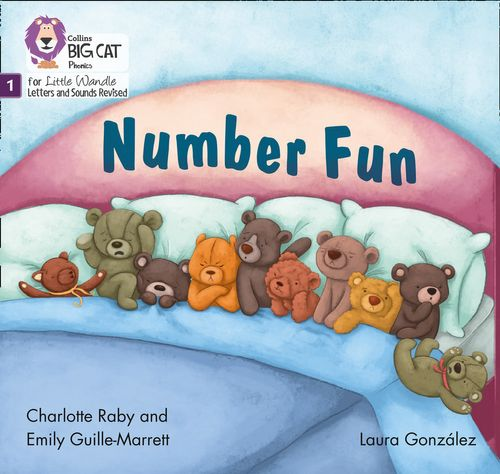 Collins
BIG CAT
Phonics
1
for Little Wandle
Letters and Sounds Revised
Number Fun
Charlotte Raby and
Emily Guille-Marrett
Laura González